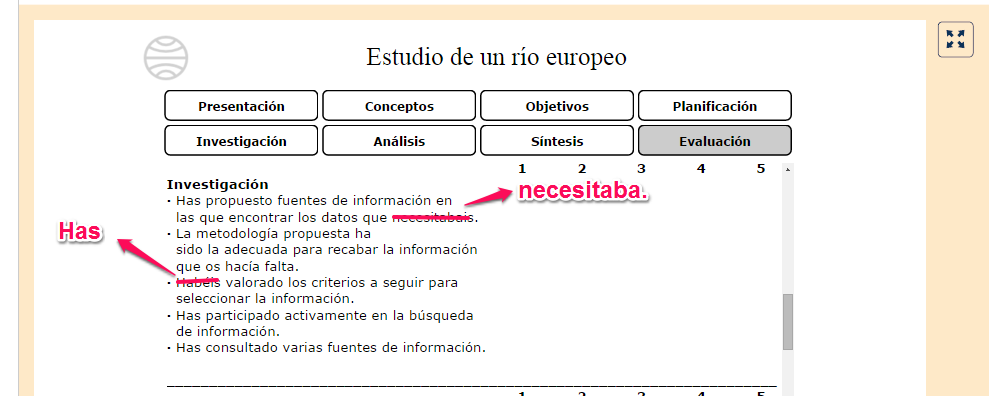 Estudio de un río europeo
Presentación Conceptos Objetivos Planificación
Investigación Análisis Síntesis Evaluación
1 2 3 4 5
Investigación
necesitaba.
· Has propuesto fuentes de información en
las que encontrar los datos que necesitabais.
Has
· La metodología propuesta ha
sido la adecuada para recabar la información
que os hacía falta.
· Habéis valorado los criterios a seguir para
seleccionar la información.
· Has participado activamente en la búsqueda
de información.
· Has consultado varias fuentes de información.
1 2 3 4 5